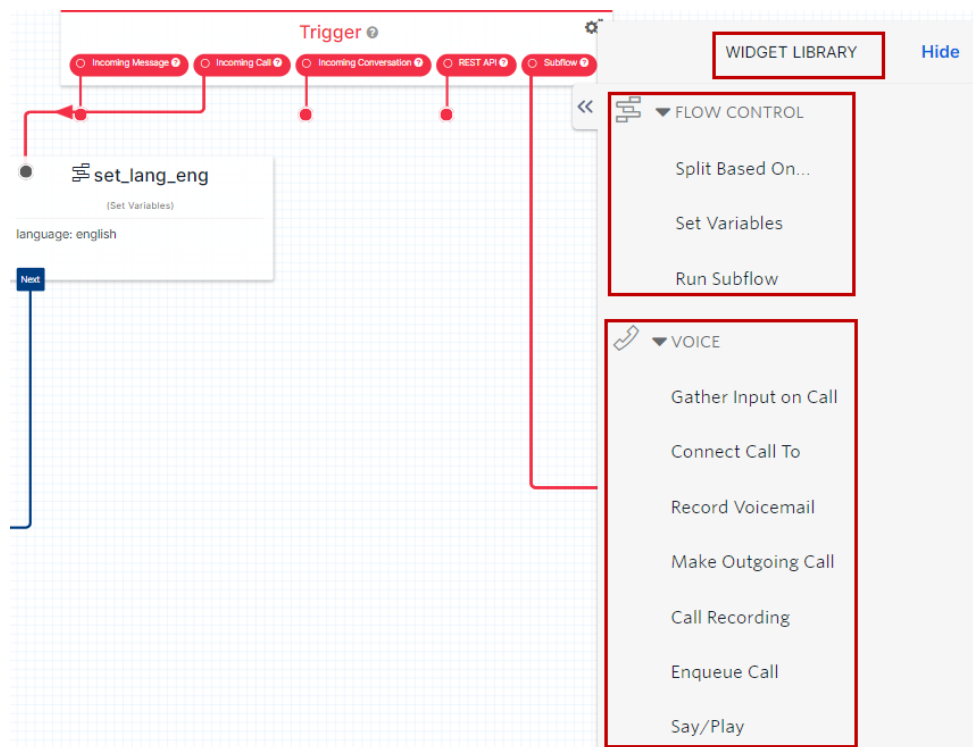 Trigger
Incoming Message
Incoming Call
Incoming Conversation
REST API
Subflow
set_lang_eng
(Set Variables)
language: english
Next
WIDGET LIBRARY
Hide
FLOW CONTROL
Split Based On...
Set Variables
Run Subflow
VOICE
Gather Input on Call
Connect Call To
Record Voicemail
Make Outgoing Call
Call Recording
Enqueue Call
Say/Play